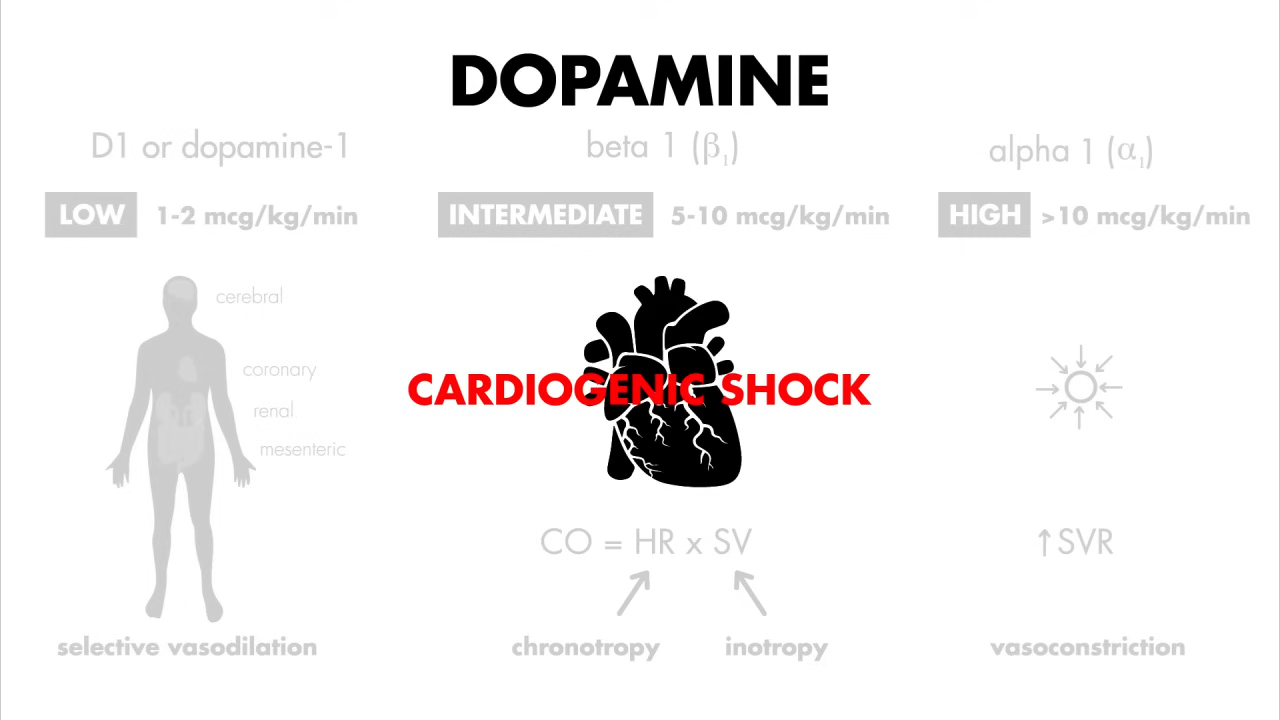 DOPAMINE
D1 or dopamine-1
LOW 1-2 mcg/kg/min
cerebral
coronary
renal
mesenteric
selective vasodilation
beta 1 (β₁)
INTERMEDIATE 5-10 mcg/kg/min
CARDIOGENIC SHOCK
CO = HR x SV
chronotropy inotropy
alpha 1 (α₁)
HIGH >10 mcg/kg/min
↑SVR
vasoconstriction